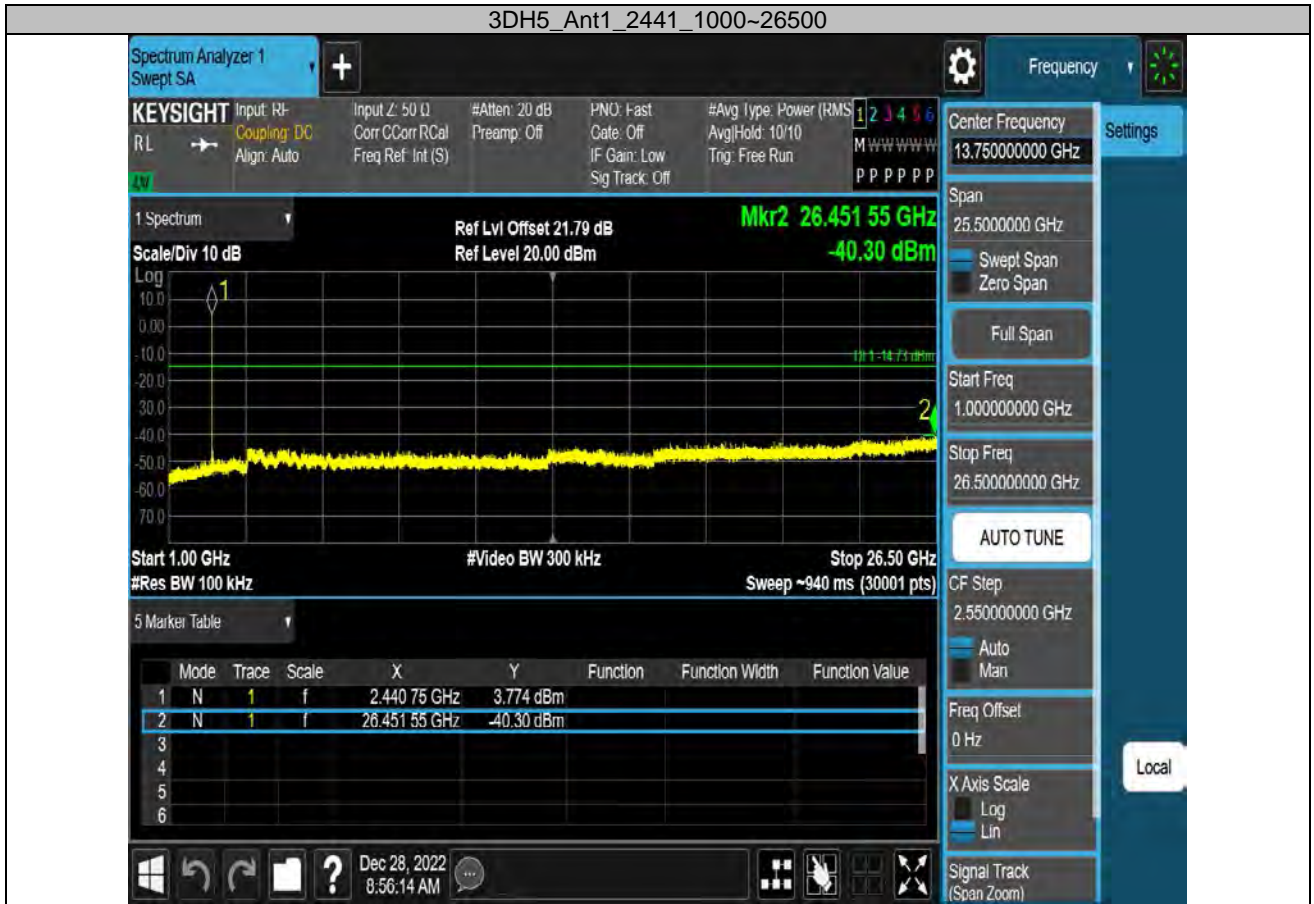 3DH5_Ant1_2441_1000~26500
Spectrum Analyzer 1
Swept SA
+
Frequency
KEYSIGHT
RL
Input: RF
Coupling: DC
Align: Auto
Input Z: 50 Ω
Corr CCorr RCal
Freq Ref: Int (S)
#Atten: 20 dB
Preamp: Off
PNO: Fast
Gate: Off
IF Gain: Low
Sig Track: Off
#Avg Type: Power (RMS
Avg|Hold: 10/10
Trig: Free Run
1 2 3 4 5 6
M W W W W W
P P P P P P
1 Spectrum
Scale/Div 10 dB
Ref Lvl Offset 21.79 dB
Ref Level 20.00 dBm
Mkr2 26.451 55 GHz
-40.30 dBm
Log
10.0
0.00
-10.0
-20.0
-30.0
-40.0
-50.0
-60.0
-70.0
1
2
DL1 -14.73 dBm
Start 1.00 GHz
#Video BW 300 kHz
Stop 26.50 GHz
#Res BW 100 kHz
Sweep ~940 ms (30001 pts)
5 Marker Table
Mode Trace Scale X Y Function Function Width Function Value
1 N 1 f 2.440 75 GHz 3.774 dBm
2 N 1 f 26.451 55 GHz -40.30 dBm
3
4
5
6
Dec 28, 2022
8:56:14 AM
?
Center Frequency
13.750000000 GHz
Settings
Span
25.5000000 GHz
Swept Span
Zero Span
Full Span
Start Freq
1.000000000 GHz
Stop Freq
26.500000000 GHz
AUTO TUNE
CF Step
2.550000000 GHz
Auto
Man
Freq Offset
0 Hz
X Axis Scale
Log
Lin
Local
Signal Track
(Span Zoom)